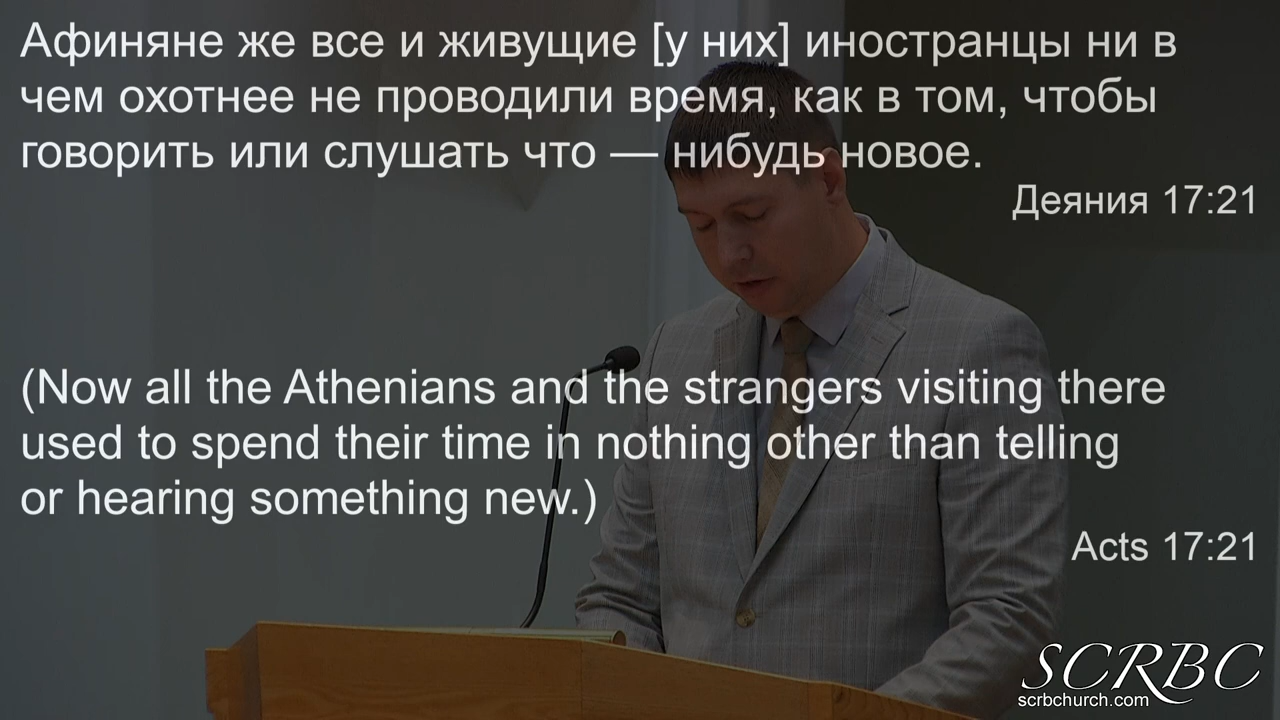 Афиняне же все и живущие [у них] иностранцы ни в
чем охотнее не проводили время, как в том, чтобы
говорить или слушать что — нибудь новое.
Деяния 17:21
(Now all the Athenians and the strangers visiting there
used to spend their time in nothing other than telling
or hearing something new.)
Acts 17:21
SCRBC
scrbchurch.com